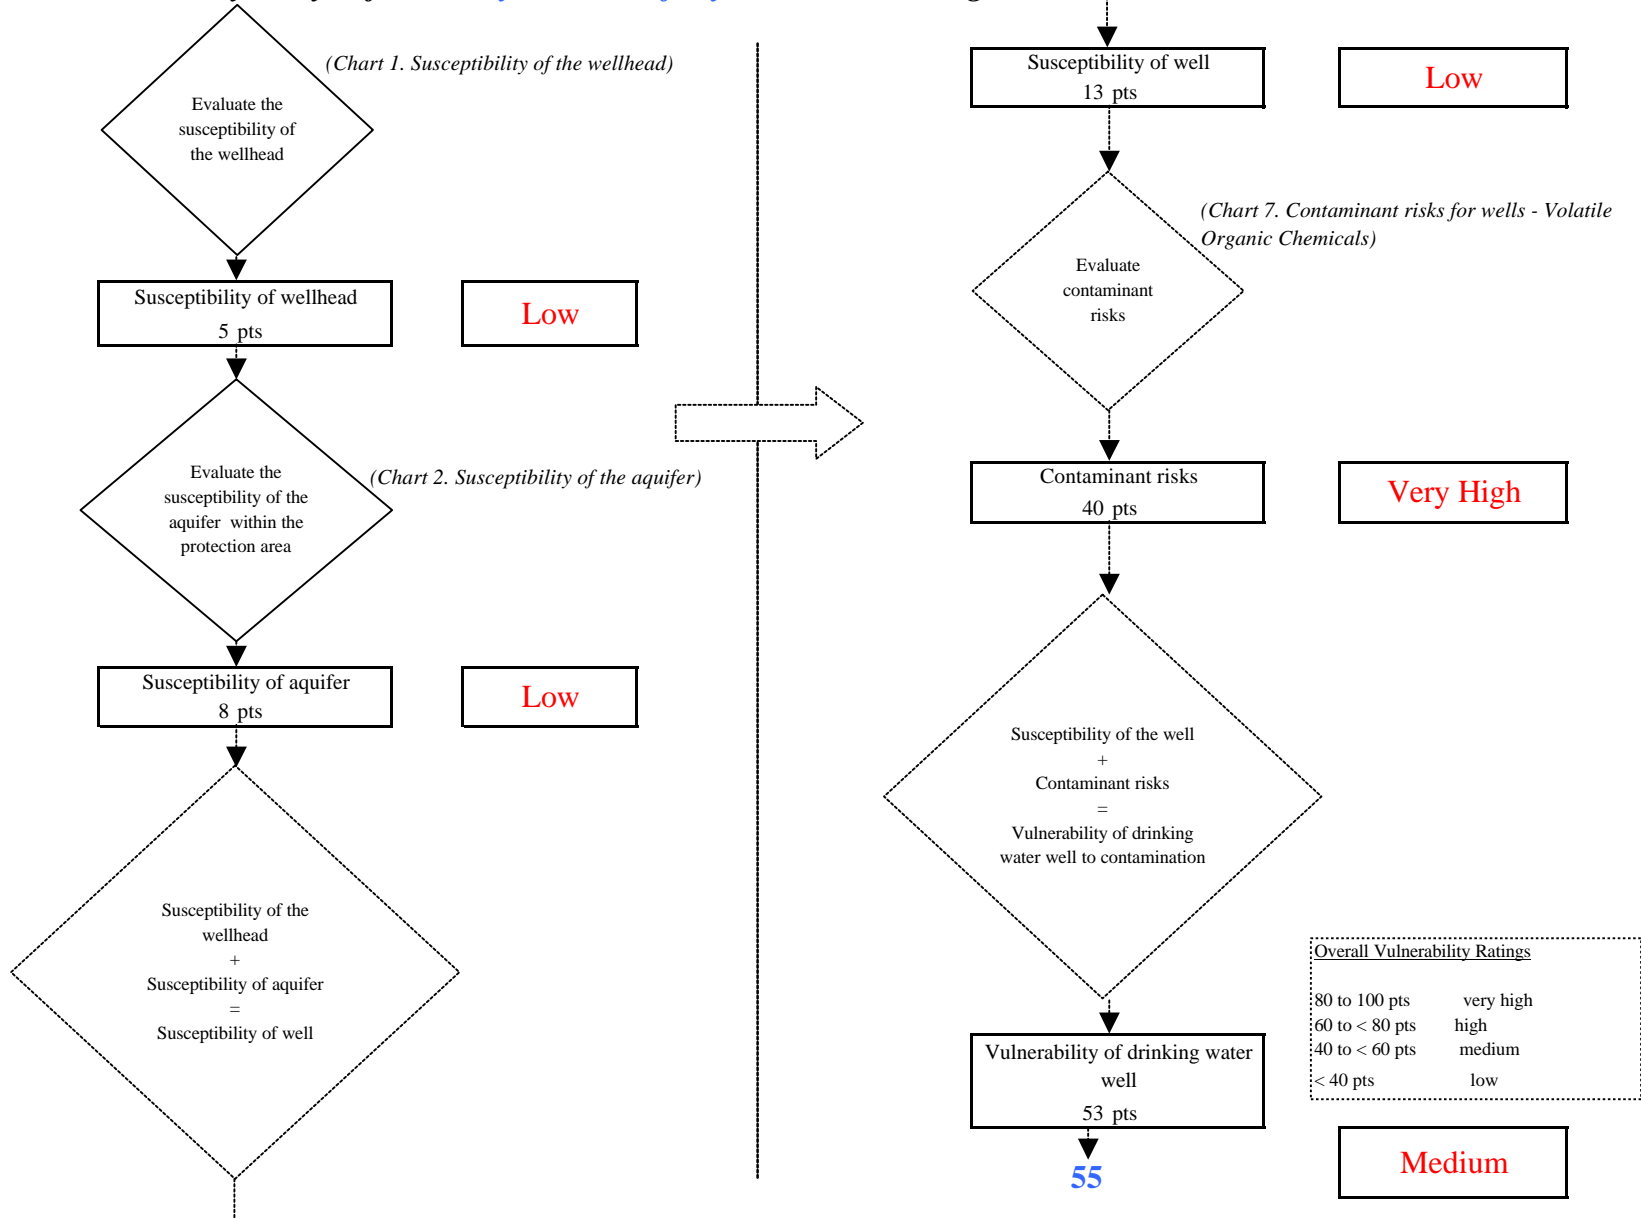 (Chart 1. Susceptibility of the wellhead)
Evaluate the
susceptibility of
the wellhead
Susceptibility of wellhead
5 pts
Low
Evaluate the
susceptibility of the
aquifer within the
protection area
(Chart 2. Susceptibility of the aquifer)
Susceptibility of aquifer
8 pts
Low
Susceptibility of the
wellhead
+
Susceptibility of aquifer
=
Susceptibility of well
Susceptibility of well
13 pts
Low
(Chart 7. Contaminant risks for wells - Volatile
Organic Chemicals)
Evaluate
contaminant
risks
Contaminant risks
40 pts
Very High
Susceptibility of the well
+
Contaminant risks
=
Vulnerability of drinking
water well to contamination
Overall Vulnerability Ratings
80 to 100 pts very high
60 to < 80 pts high
40 to < 60 pts medium
< 40 pts low
Vulnerability of drinking water
well
53 pts
55
Medium